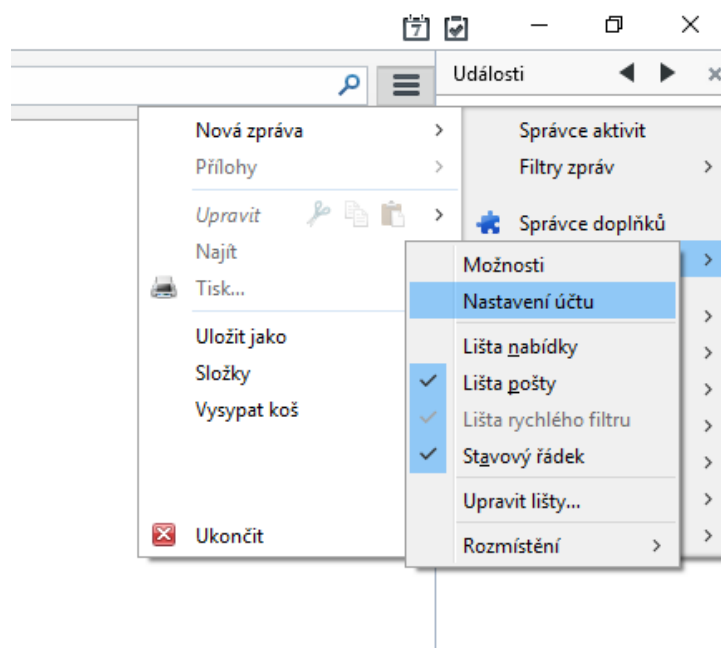 7
Události
Nová zpráva
Přílohy
Upravit
Najít
Tisk...
Uložit jako
Složky
Vysypat koš
Ukončit
Správce aktivit
Filtry zpráv
Správce doplňků
Možnosti
Nastavení účtu
Lišta nabídky
Lišta pošty
Lišta rychlého filtru
Stavový řádek
Upravit lišty...
Rozmístění